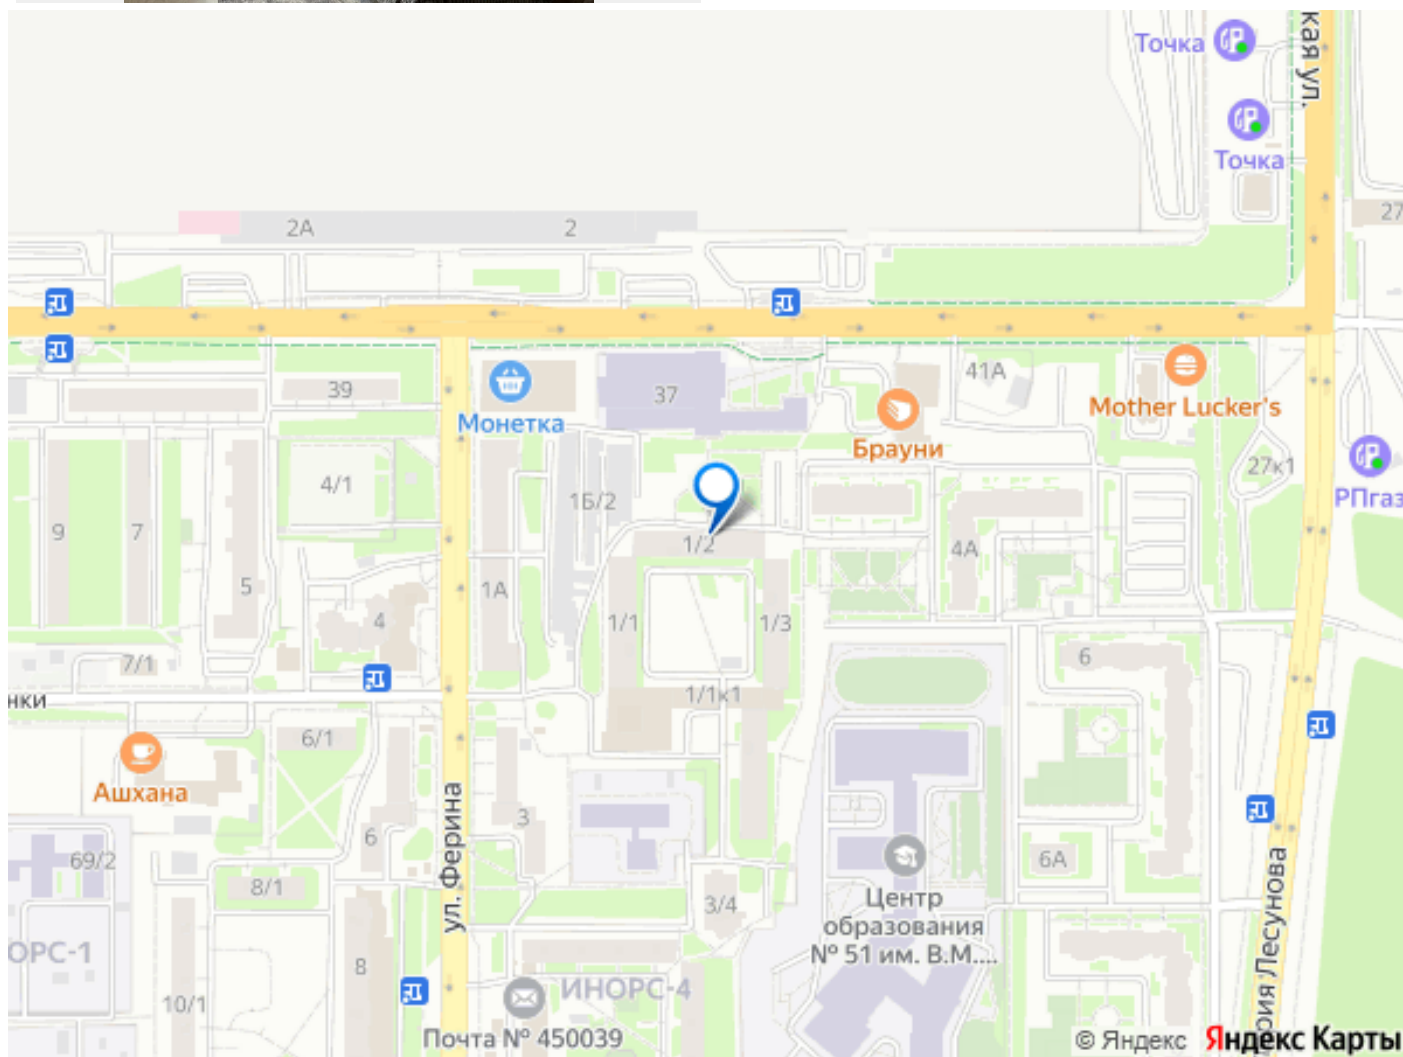 Точка
кая ул.
Точка
2А
2
27
39
Монетка
37
41А
Mother Lucker's
Брауни
27к1
РПгаз
4/1
1Б/2
9
7
1/2
4А
5
1А
4
1/1
1/3
7/1
6
нки
1/1к1
6/1
Ашхана
ул. Ферина
3
6
69/2
8/1
6А
3/4
Центр
образования
№ 51 им. В.М....
ОРС-1
8
10/1
ИНОРС-4
рия Лесунова
Почта № 450039
© Яндекс Яндекс Карты